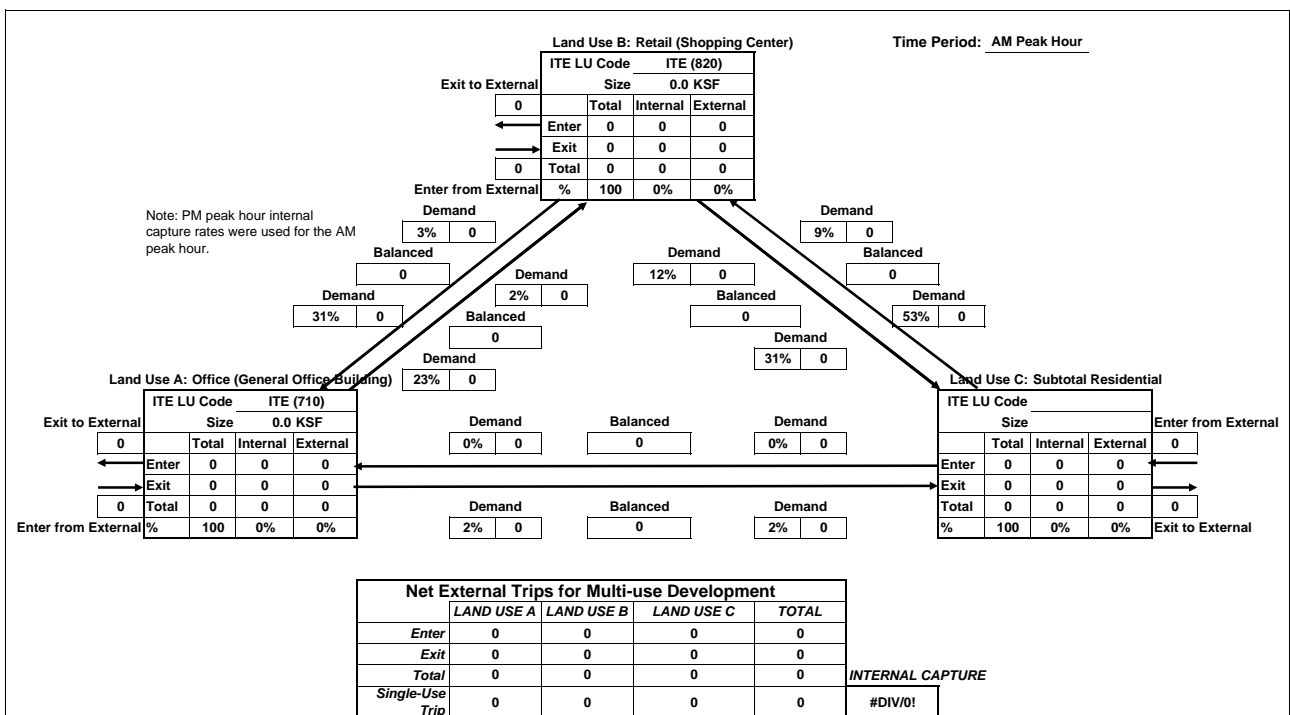 Land Use B: Retail (Shopping Center)
Time Period: AM Peak Hour
ITE LU Code ITE (820)
Exit to External Size 0.0 KSF
0 Total Internal External
Enter 0 0 0
Exit 0 0 0
0 Total 0 0 0
Enter from External % 100 0% 0%
Note: PM peak hour internal
capture rates were used for the AM
peak hour.
Demand
3% 0
Balanced
0
Demand
31% 0
Demand
2% 0
Balanced
0
Demand
23% 0
Demand
12% 0
Balanced
0
Demand
31% 0
Demand
9% 0
Balanced
0
Demand
53% 0
Land Use A: Office (General Office Building)
ITE LU Code ITE (710)
Exit to External Size 0.0 KSF
0 Total Internal External
Enter 0 0 0
Exit 0 0 0
0 Total 0 0 0
Enter from External % 100 0% 0%
Demand Balanced Demand
0% 0 0 0% 0
Demand Balanced Demand
2% 0 0 2% 0
Land Use C: Subtotal Residential
ITE LU Code
Size Enter from External
Total Internal External 0
Enter 0 0 0
Exit 0 0 0
Total 0 0 0 0
% 100 0% 0% Exit to External
Net External Trips for Multi-use Development
LAND USE A LAND USE B LAND USE C TOTAL
Enter 0 0 0 0
Exit 0 0 0 0
Total 0 0 0 0 INTERNAL CAPTURE
Single-Use
Trip 0 0 0 0 #DIV/0!